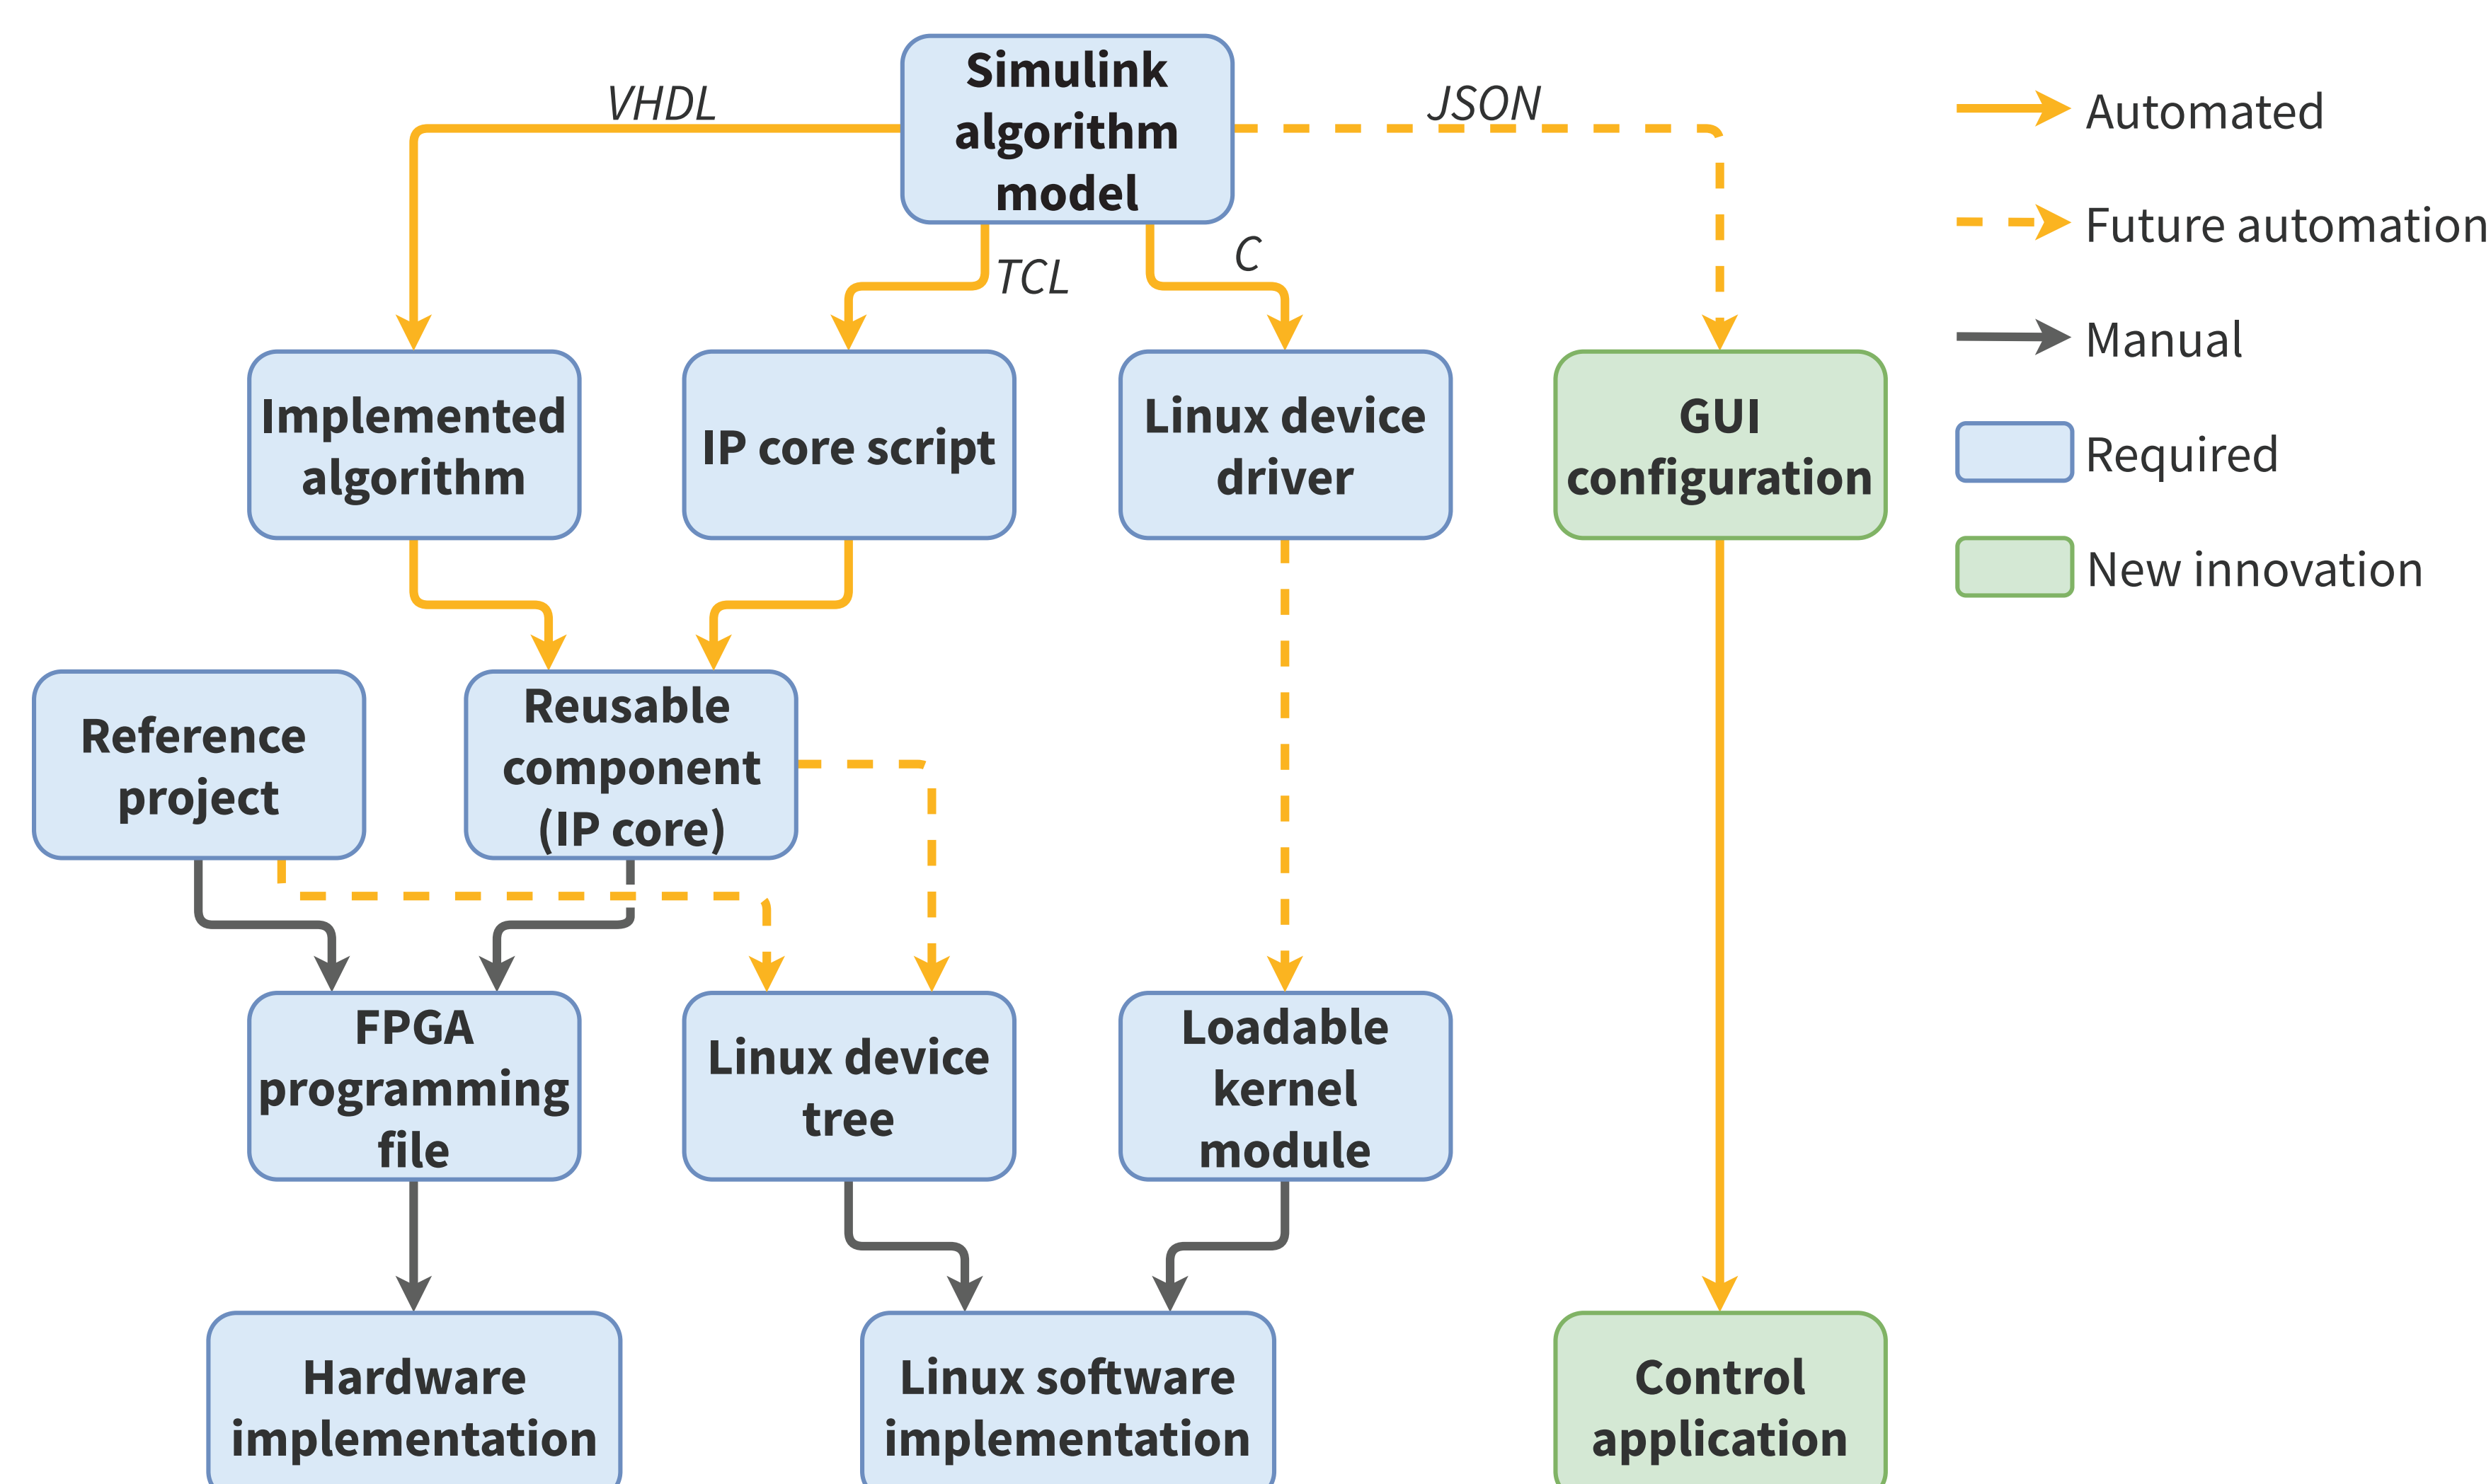 Simulink
algorithm
model
VHDL
JSON
TCL
C
Automated
Future automation
Manual
Required
New innovation
Implemented
algorithm
IP core script
Linux device
driver
GUI
configuration
Reference
project
Reusable
component
(IP core)
FPGA
programming
file
Linux device
tree
Loadable
kernel
module
Hardware
implementation
Linux software
implementation
Control
application